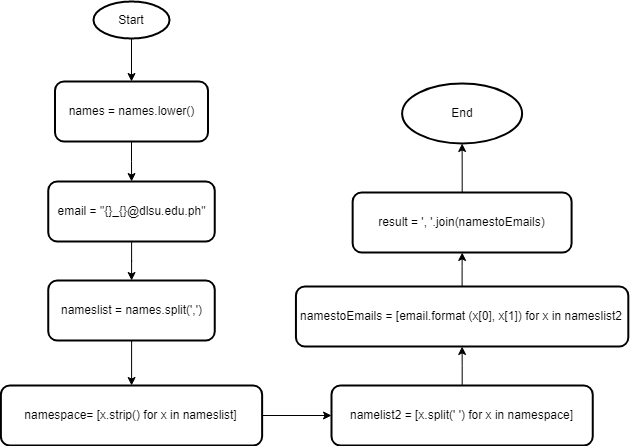 Start
names = names.lower()
email = "{}_{}@dlsu.edu.ph"
nameslist = names.split(',')
namespace= [x.strip() for x in nameslist]
namelist2 = [x.split(' ') for x in namespace]
namestoEmails = [email.format (x[0], x[1]) for x in nameslist2
result = ', '.join(namestoEmails)
End